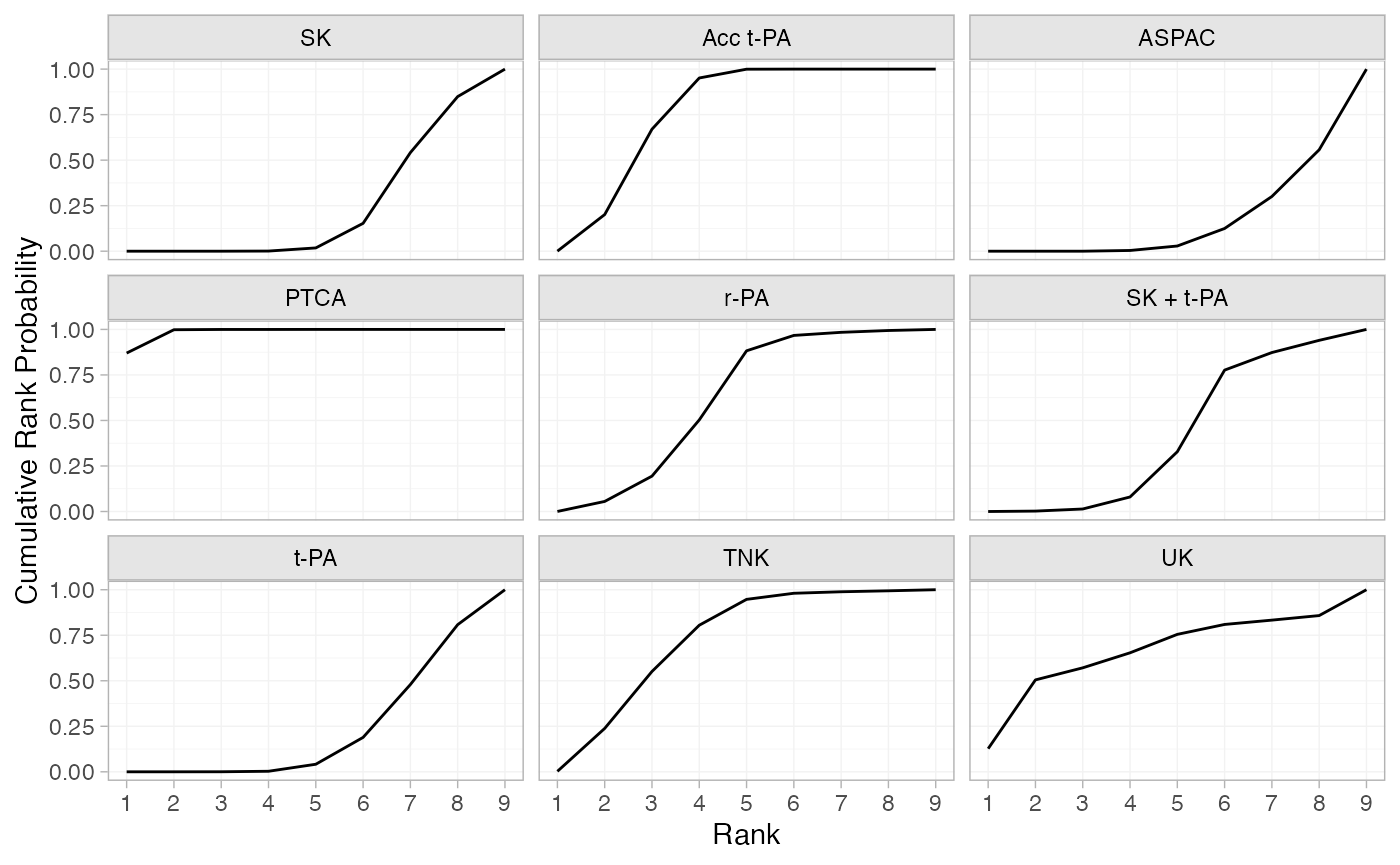 SK
Acc t-PA
ASPAC
1.00
0.75
0.50
0.25
0.00
PTCA
r-PA
SK + t-PA
1.00
0.75
0.50
0.25
0.00
t-PA
TNK
UK
1.00
0.75
0.50
0.25
0.00
1 2 3 4 5 6 7 8 9
1 2 3 4 5 6 7 8 9
1 2 3 4 5 6 7 8 9
Rank
Cumulative Rank Probability